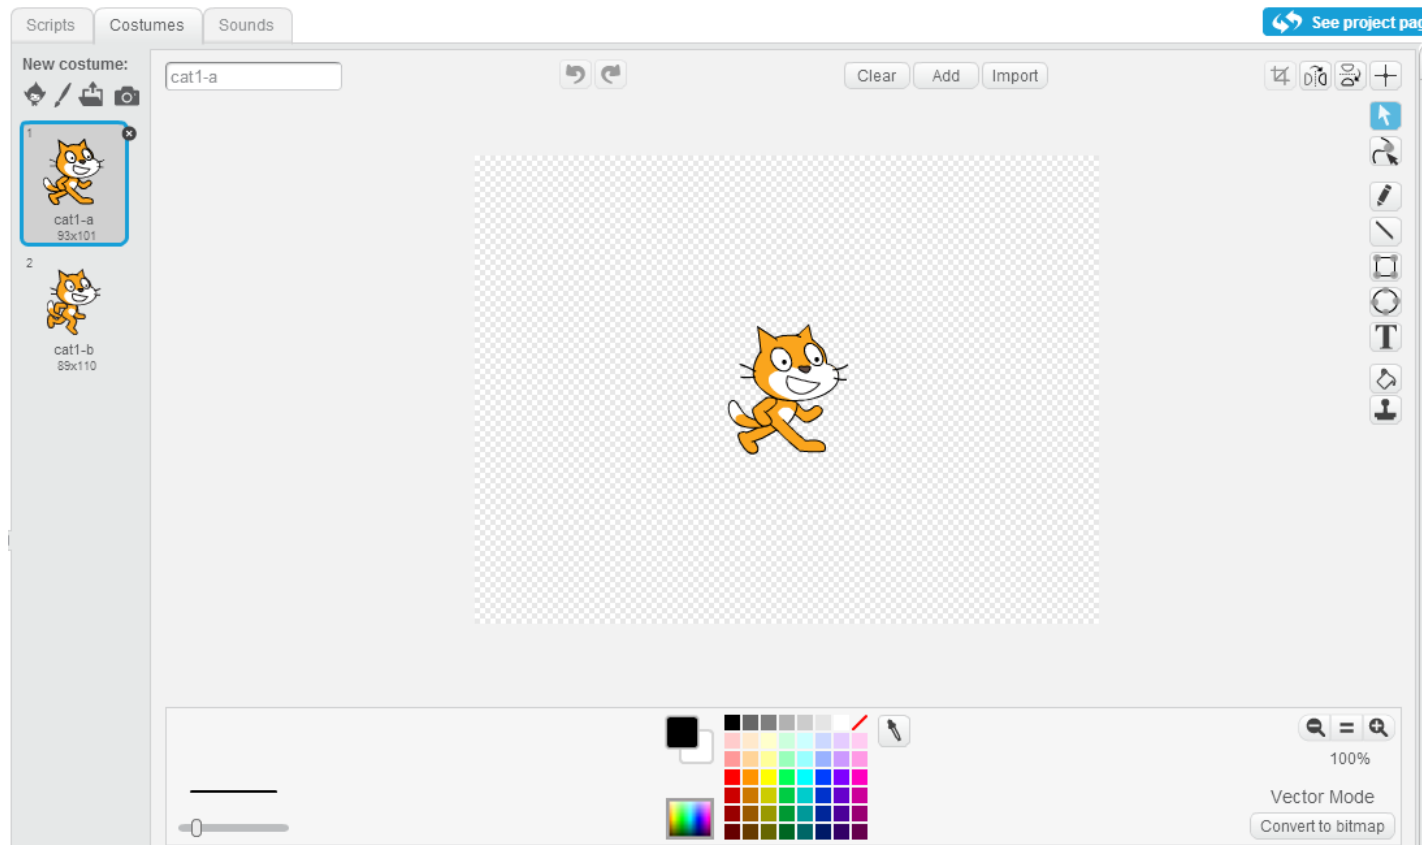 Scripts
Costumes
Sounds
See project pag
New costume:
cat1-a
Clear
Add
Import
1
cat1-a
93x101
2
cat1-b
89x110
T
100%
Vector Mode
Convert to bitmap